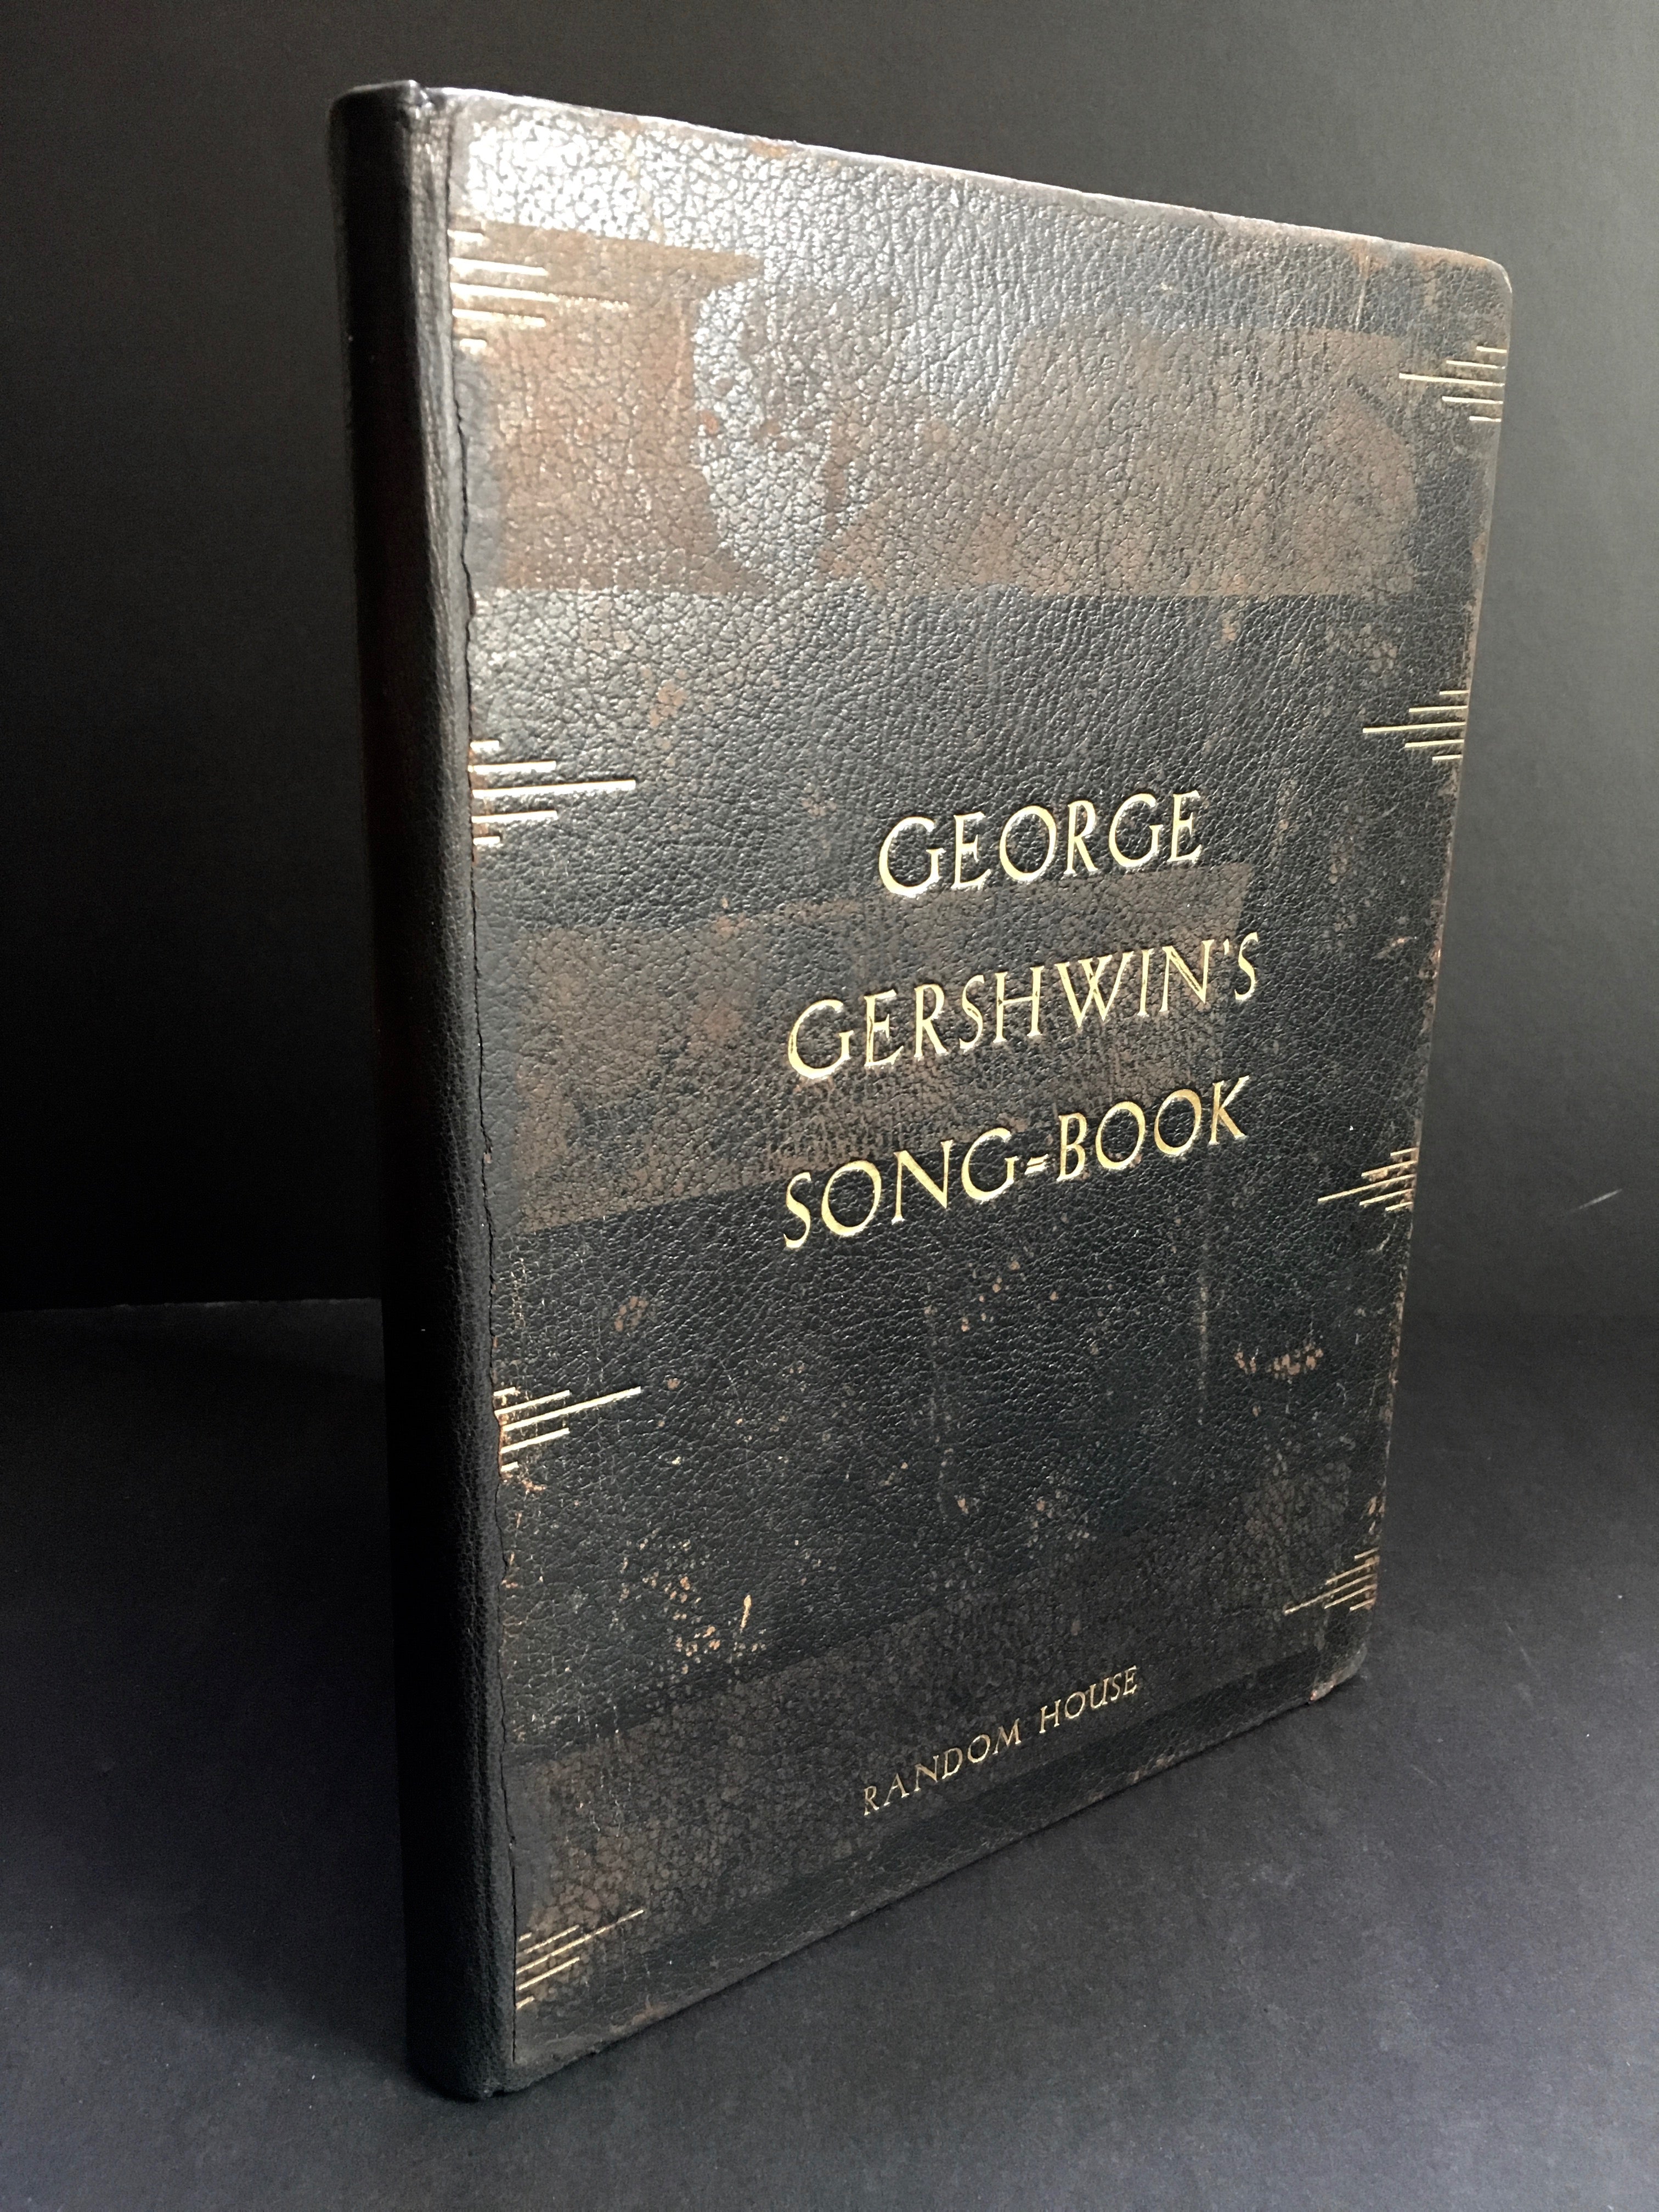 GEORGE
GERSHWIN'S
SONG=BOOK
RANDOM HOUSE